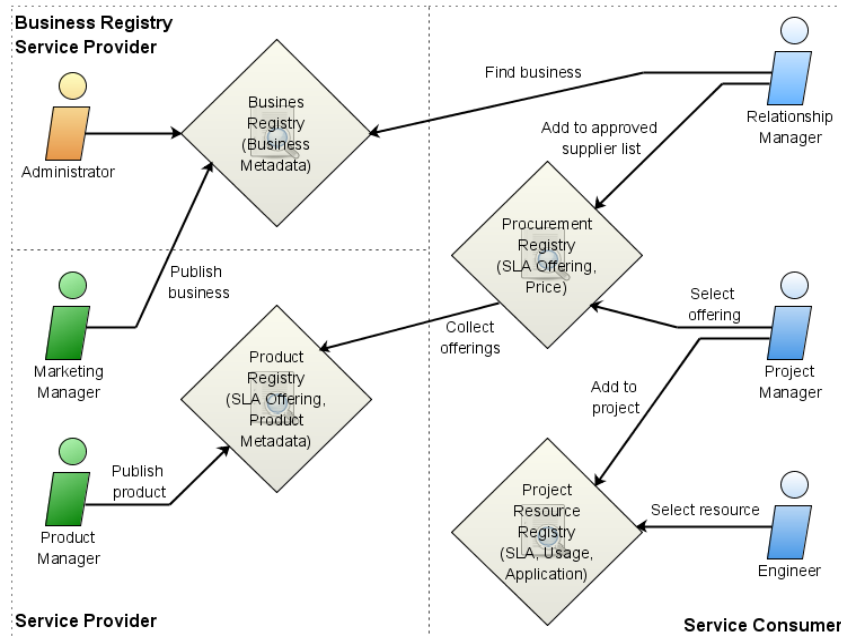 Business Registry
Service Provider
Administrator
Busines
Registry
(Business
Metadata)
Find business
Relationship
Manager
Add to approved
supplier list
Procurement
Registry
(SLA Offering,
Price)
Publish
business
Marketing
Manager
Collect
offerings
Select
offering
Project
Manager
Product
Registry
(SLA Offering,
Product
Metadata)
Add to
project
Publish
product
Product
Manager
Project
Resource
Registry
(SLA, Usage,
Application)
Select resource
Engineer
Service Provider
Service Consumer